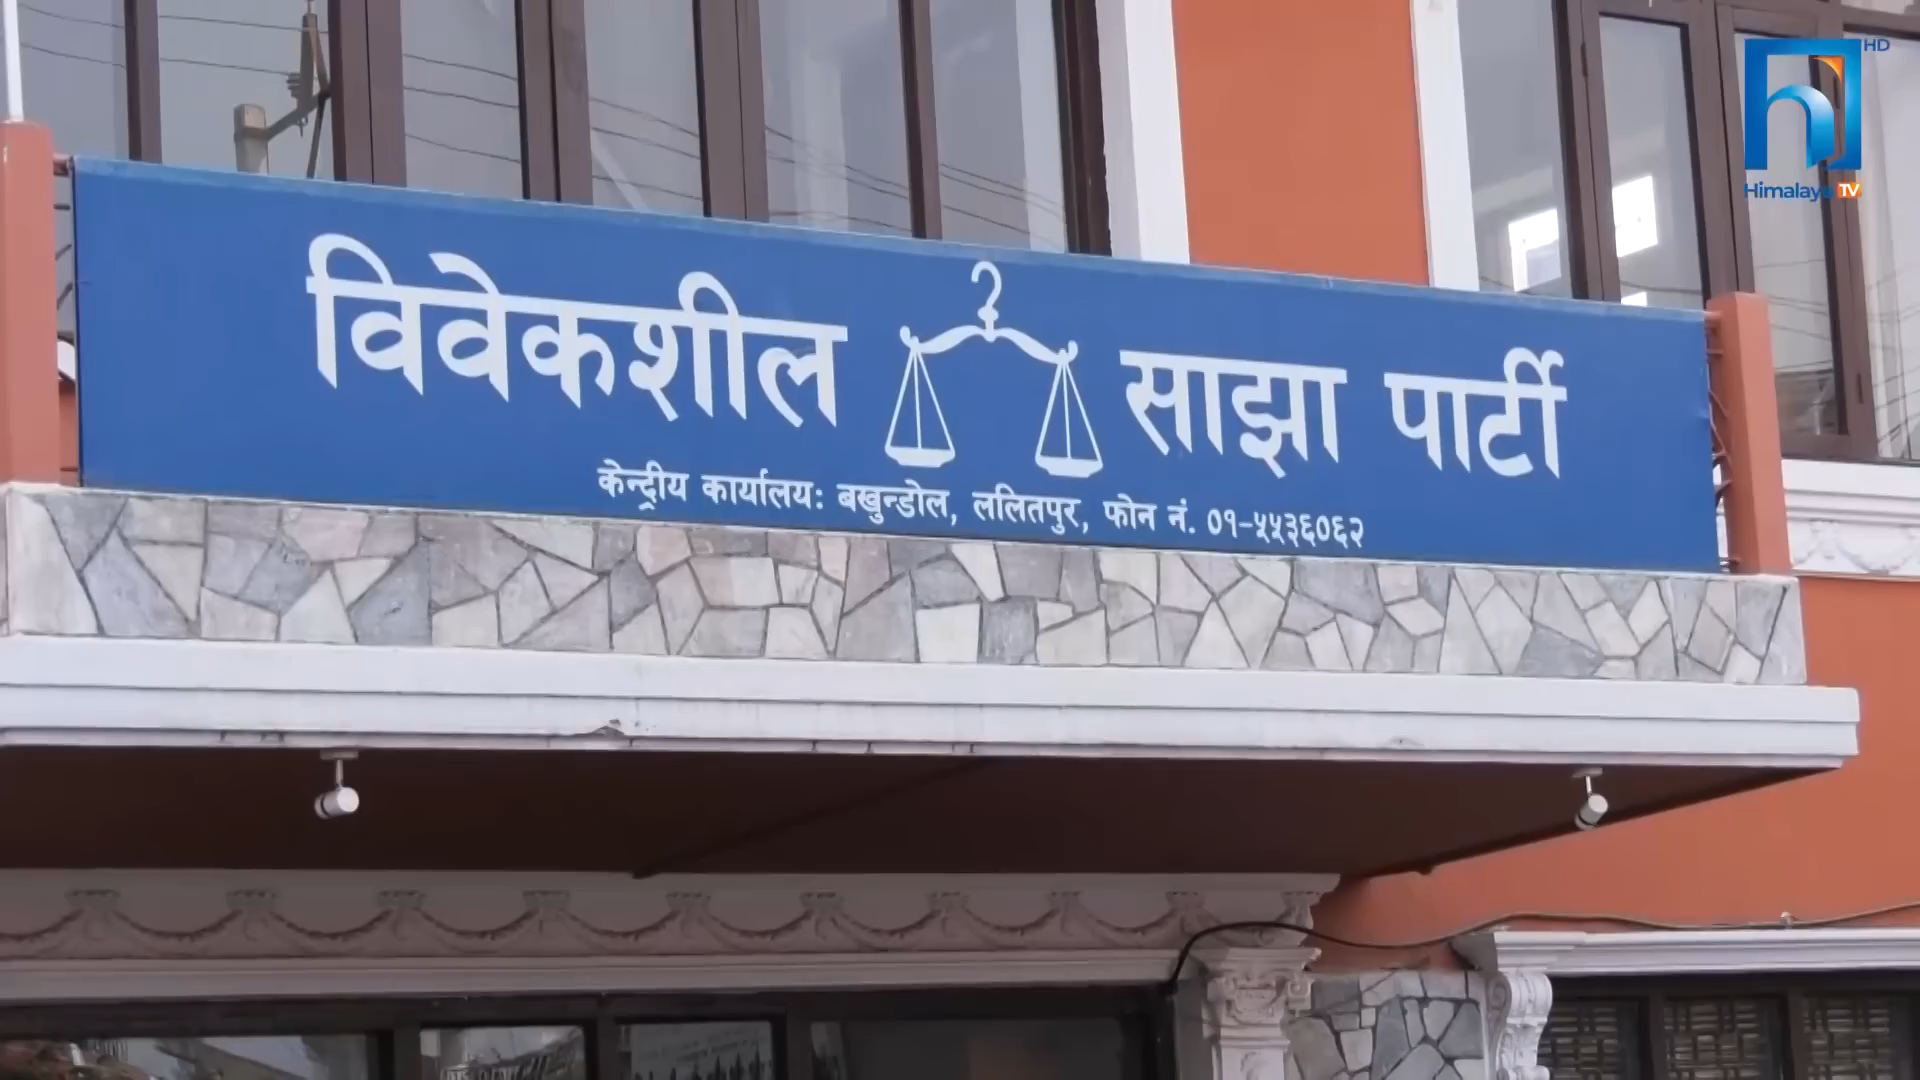 HD
Himalaya TV
विवेकशील साझा पार्टी
केन्द्रीय कार्यालयः बखुन्डोल, ललितपुर, फोन नं. ०१-५५३६०६२